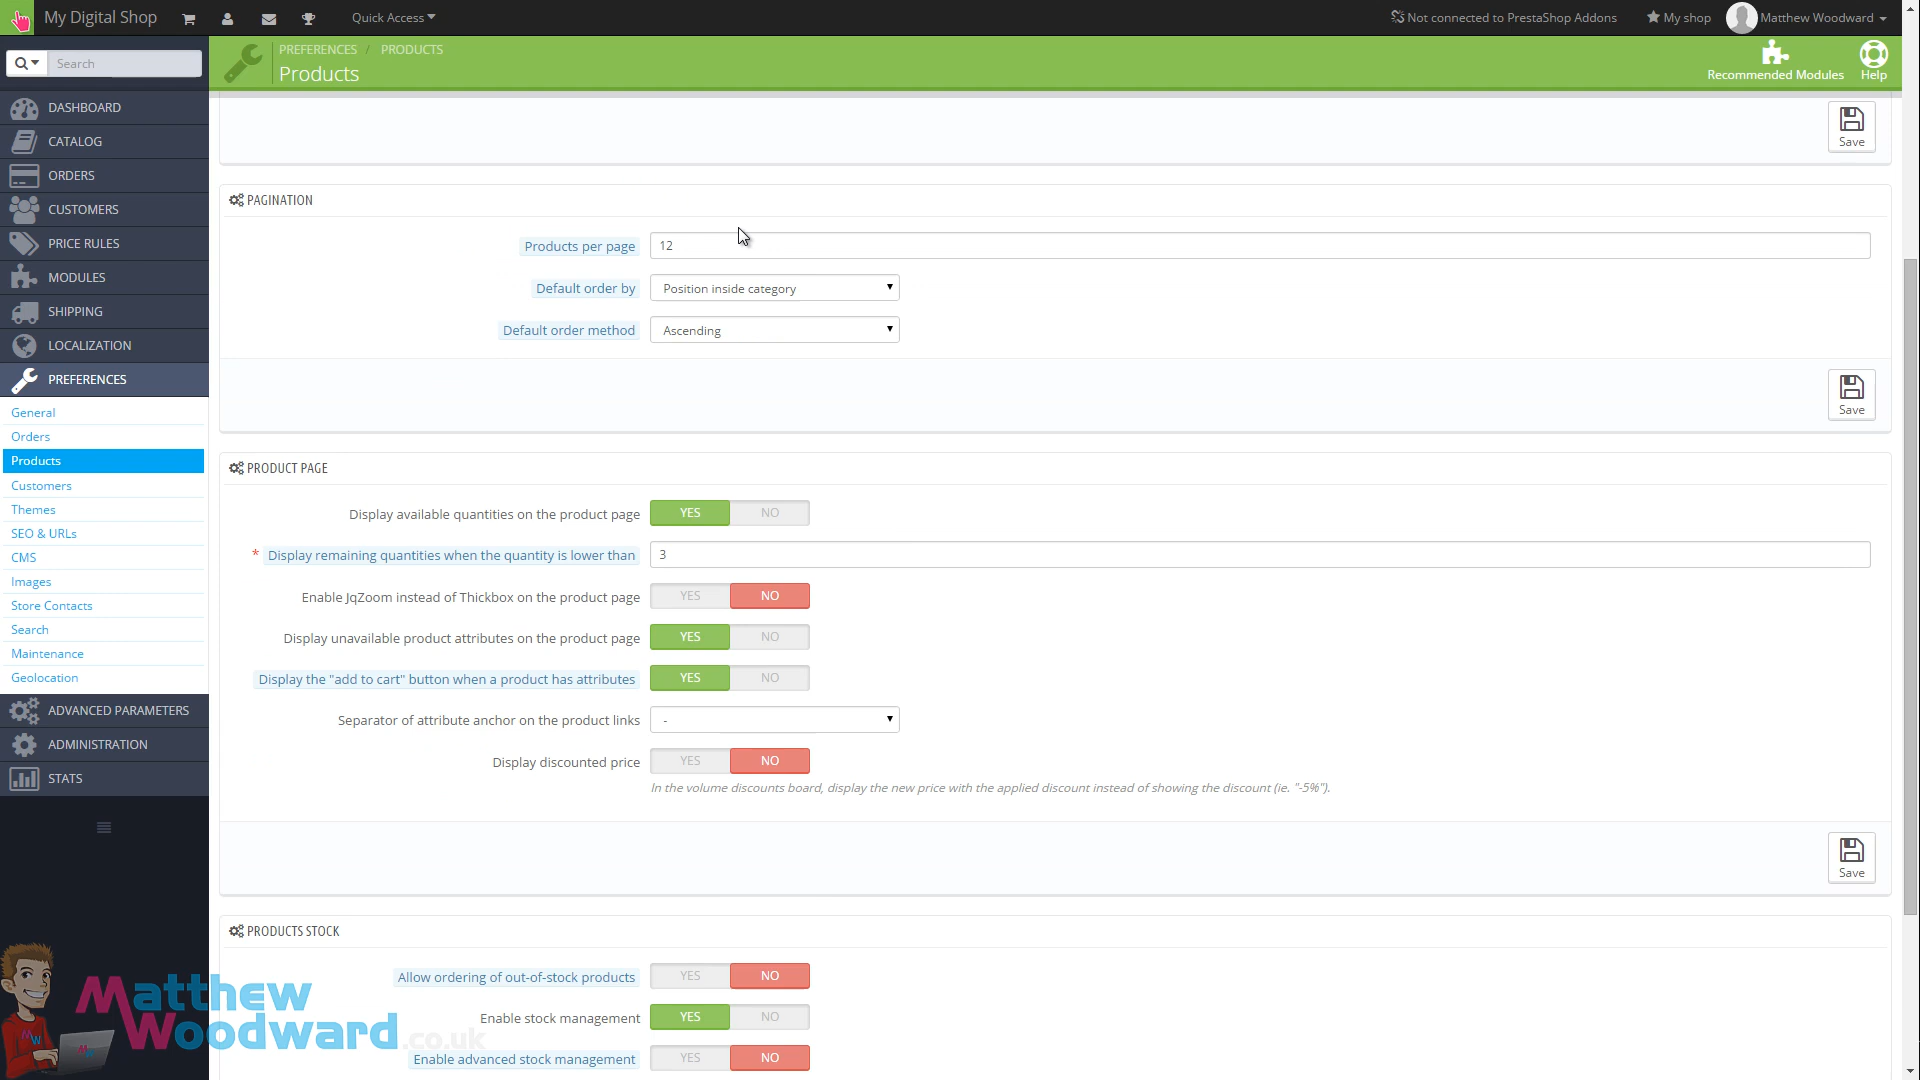 My Digital Shop
Quick Access
Not connected to PrestaShop Addons
My shop
Matthew Woodward
Search
PREFERENCES / PRODUCTS
Products
Recommended Modules
Help
DASHBOARD
CATALOG
ORDERS
CUSTOMERS
PRICE RULES
MODULES
SHIPPING
LOCALIZATION
PREFERENCES
General
Orders
Products
Customers
Themes
SEO & URLs
CMS
Images
Store Contacts
Search
Maintenance
Geolocation
ADVANCED PARAMETERS
ADMINISTRATION
STATS
Save
PAGINATION
Products per page 12
Default order by Position inside category
Default order method Ascending
Save
PRODUCT PAGE
Display available quantities on the product page YES NO
* Display remaining quantities when the quantity is lower than 3
Enable JqZoom instead of Thickbox on the product page YES NO
Display unavailable product attributes on the product page YES NO
Display the "add to cart" button when a product has attributes YES NO
Separator of attribute anchor on the product links -
Display discounted price YES NO
In the volume discounts board, display the new price with the applied discount instead of showing the discount (ie. "-5%").
Save
PRODUCTS STOCK
Allow ordering of out-of-stock products YES NO
Enable stock management YES NO
Enable advanced stock management YES NO
Matthew
Woodward.co.uk
MW
MW